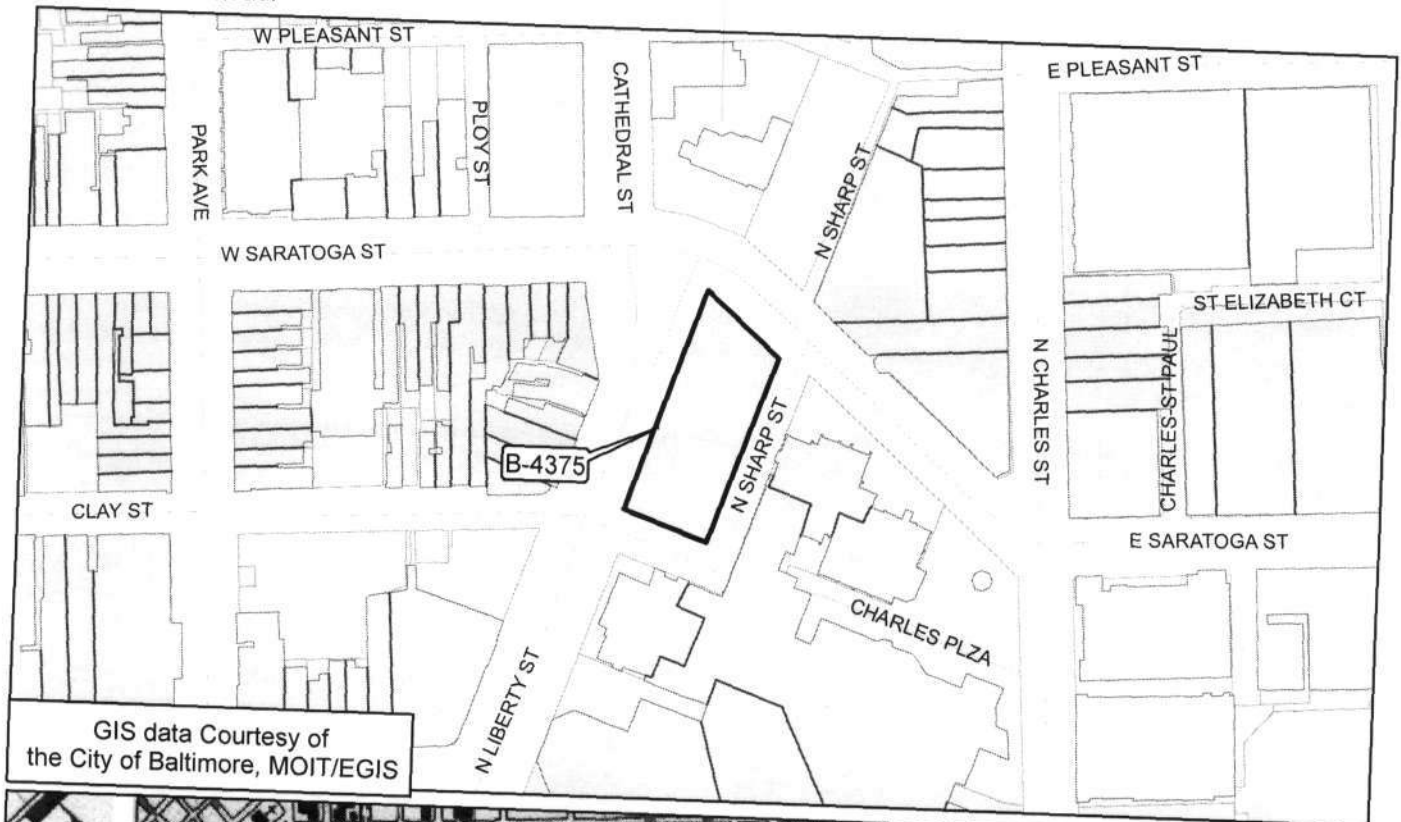 W PLEASANT ST
E PLEASANT ST
CATHEDRAL ST
PLOY ST
PARK AVE
N SHARP ST
W SARATOGA ST
ST ELIZABETH CT
N CHARLES ST
CHARLES-ST PAUL
B-4375
N SHARP ST
CLAY ST
E SARATOGA ST
CHARLES PLZA
N LIBERTY ST
GIS data Courtesy of
the City of Baltimore, MOIT/EGIS